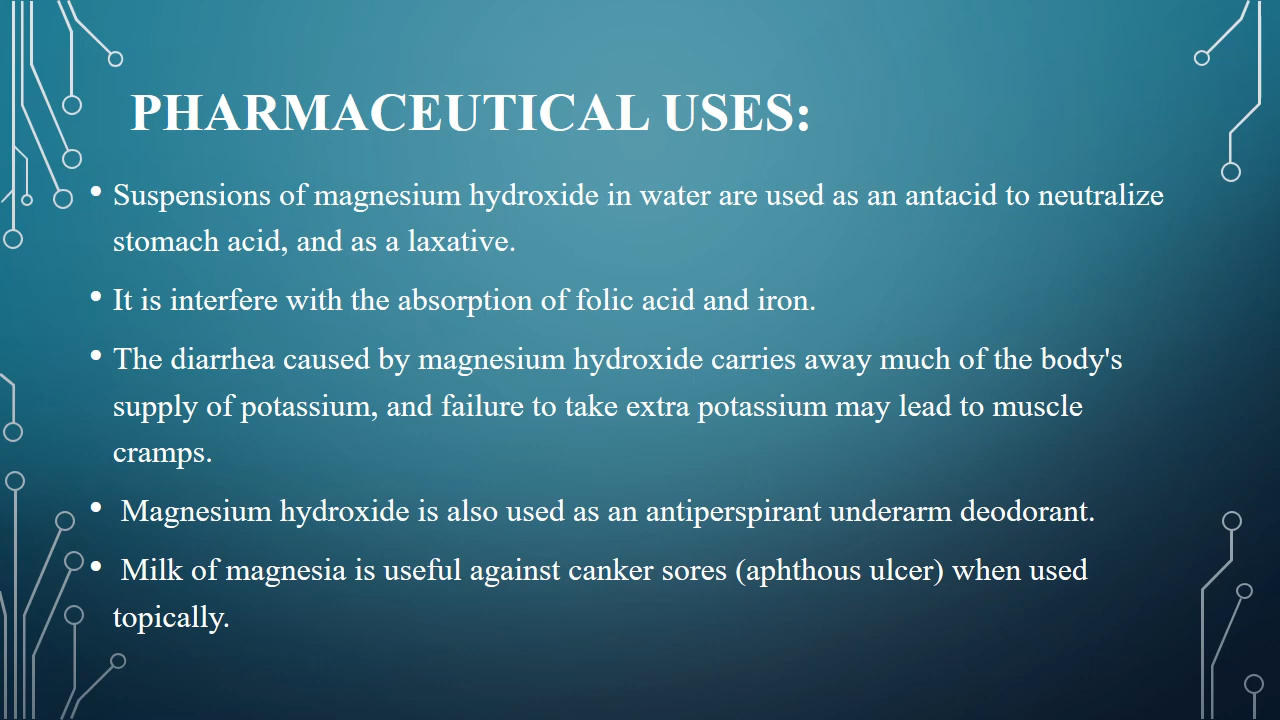 PHARMACEUTICAL USES:
• Suspensions of magnesium hydroxide in water are used as an antacid to neutralize
stomach acid, and as a laxative.
• It is interfere with the absorption of folic acid and iron.
• The diarrhea caused by magnesium hydroxide carries away much of the body's
supply of potassium, and failure to take extra potassium may lead to muscle
cramps.
• Magnesium hydroxide is also used as an antiperspirant underarm deodorant.
• Milk of magnesia is useful against canker sores (aphthous ulcer) when used
topically.